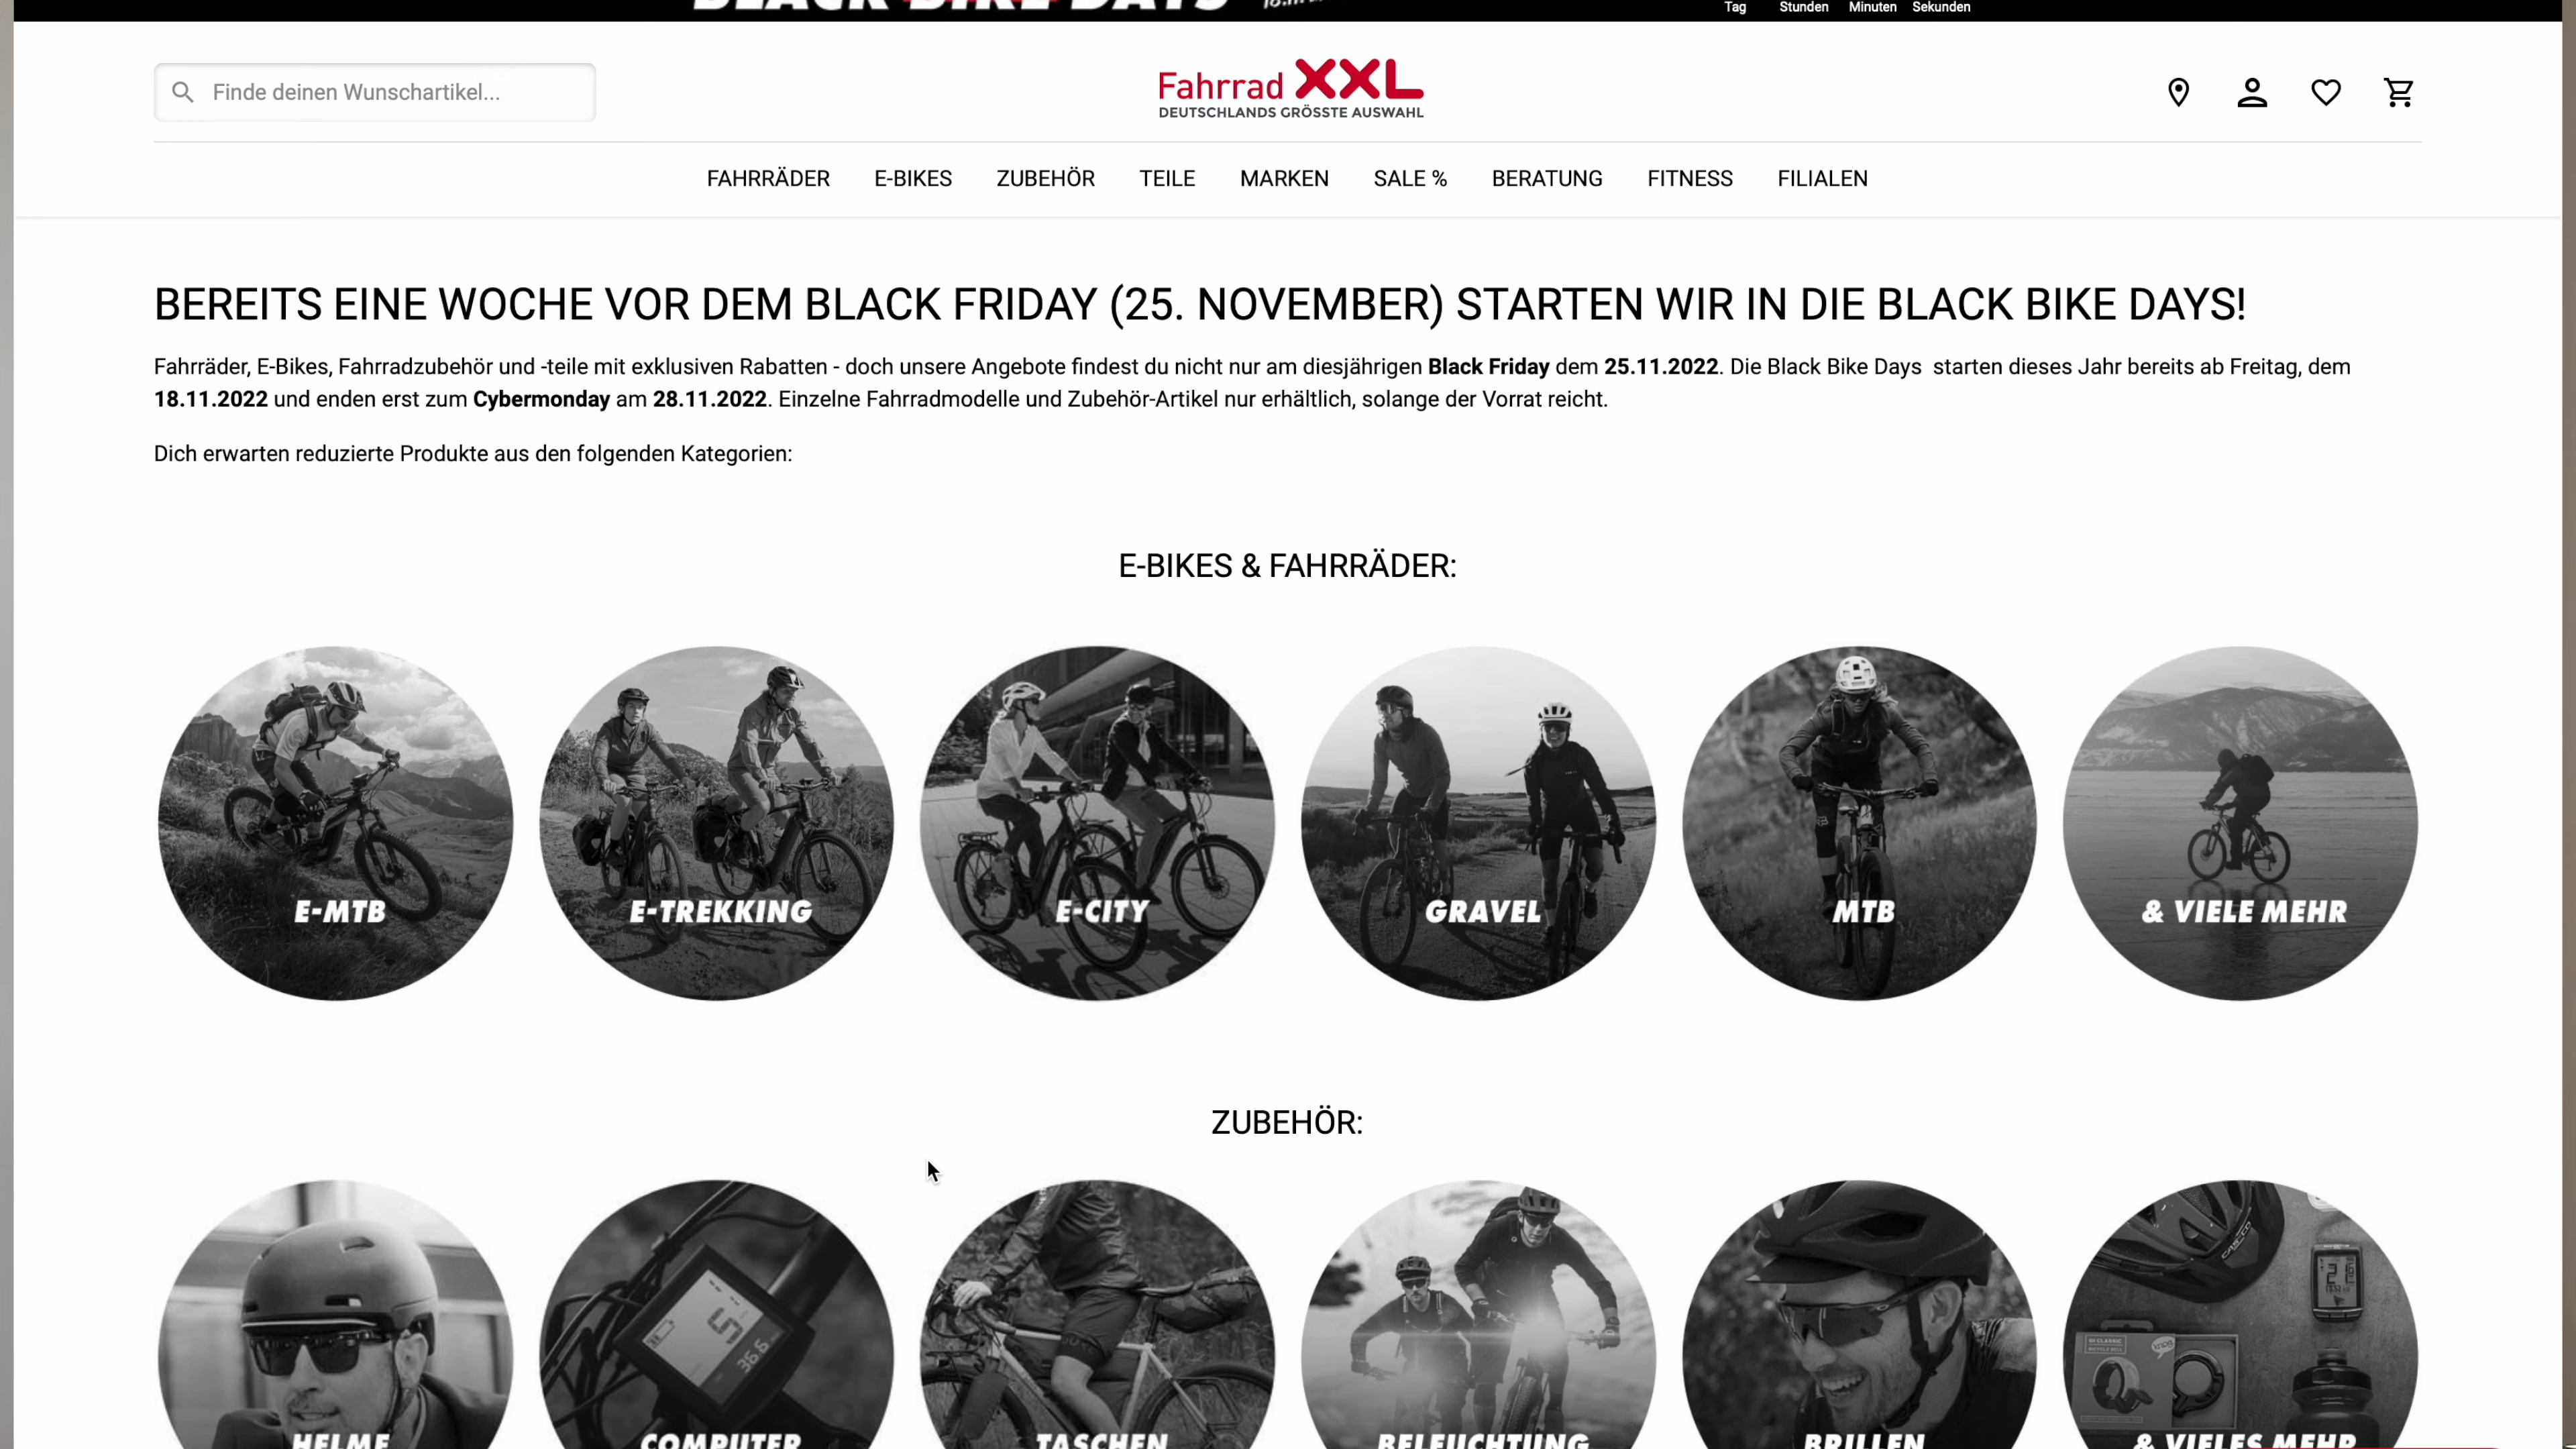 BLACK BIKE DAYS
Tag Stunden Minuten Sekunden
Finde deinen Wunschartikel...
Fahrrad XXL
DEUTSCHLANDS GRÖSSTE AUSWAHL
FAHRRÄDER E-BIKES ZUBEHÖR TEILE MARKEN SALE % BERATUNG FITNESS FILIALEN
BEREITS EINE WOCHE VOR DEM BLACK FRIDAY (25. NOVEMBER) STARTEN WIR IN DIE BLACK BIKE DAYS!
Fahrräder, E-Bikes, Fahrradzubehör und -teile mit exklusiven Rabatten - doch unsere Angebote findest du nicht nur am diesjährigen Black Friday dem 25.11.2022. Die Black Bike Days starten dieses Jahr bereits ab Freitag, dem
18.11.2022 und enden erst zum Cybermonday am 28.11.2022. Einzelne Fahrradmodelle und Zubehör-Artikel nur erhältlich, solange der Vorrat reicht.
Dich erwarten reduzierte Produkte aus den folgenden Kategorien:
E-BIKES & FAHRRÄDER:
E-MTB E-TREKKING E-CITY GRAVEL MTB & VIELE MEHR
ZUBEHÖR:
HELME COMPUTER TASCHEN BELEUCHTUNG BRILLEN & VIELES MEHR